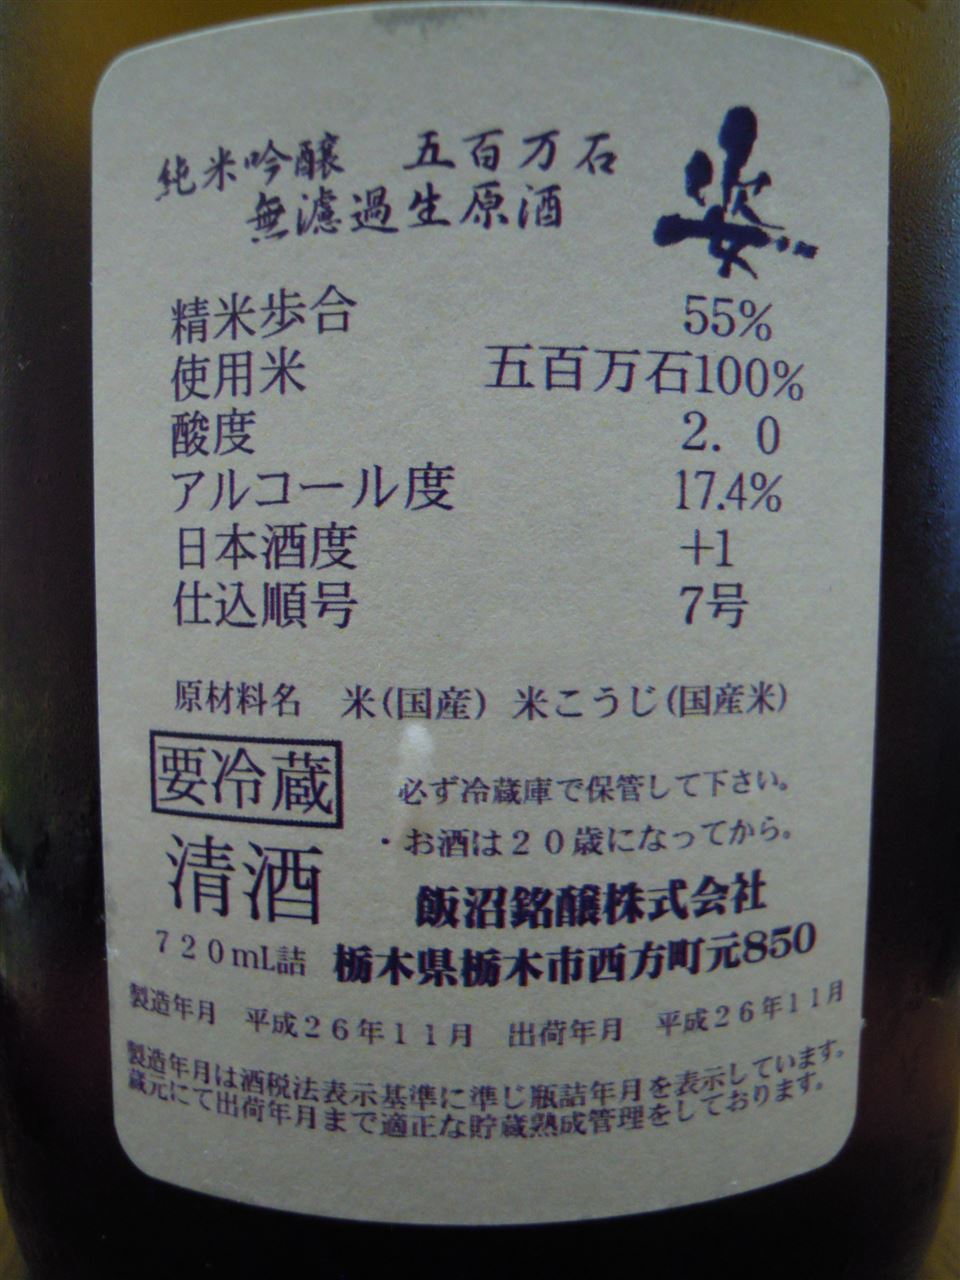 純米吟醸　五百万石
無濾過生原酒
姿
精米歩合　55%
使用米　五百万石100%
酸度　2．0
アルコール度　17.4%
日本酒度　+1
仕込順号　7号
原材料名　米(国産)　米こうじ(国産米)
要冷蔵
必ず冷蔵庫で保管して下さい。
・お酒は２０歳になってから。
清酒
飯沼銘醸株式会社
720mL詰
栃木県栃木市西方町元850
製造年月　平成２６年１１月　出荷年月　平成２６年１１月
製造年月は酒税法表示基準に準じ瓶詰年月を表示しています。
蔵元にて出荷年月まで適正な貯蔵熟成管理をしております。